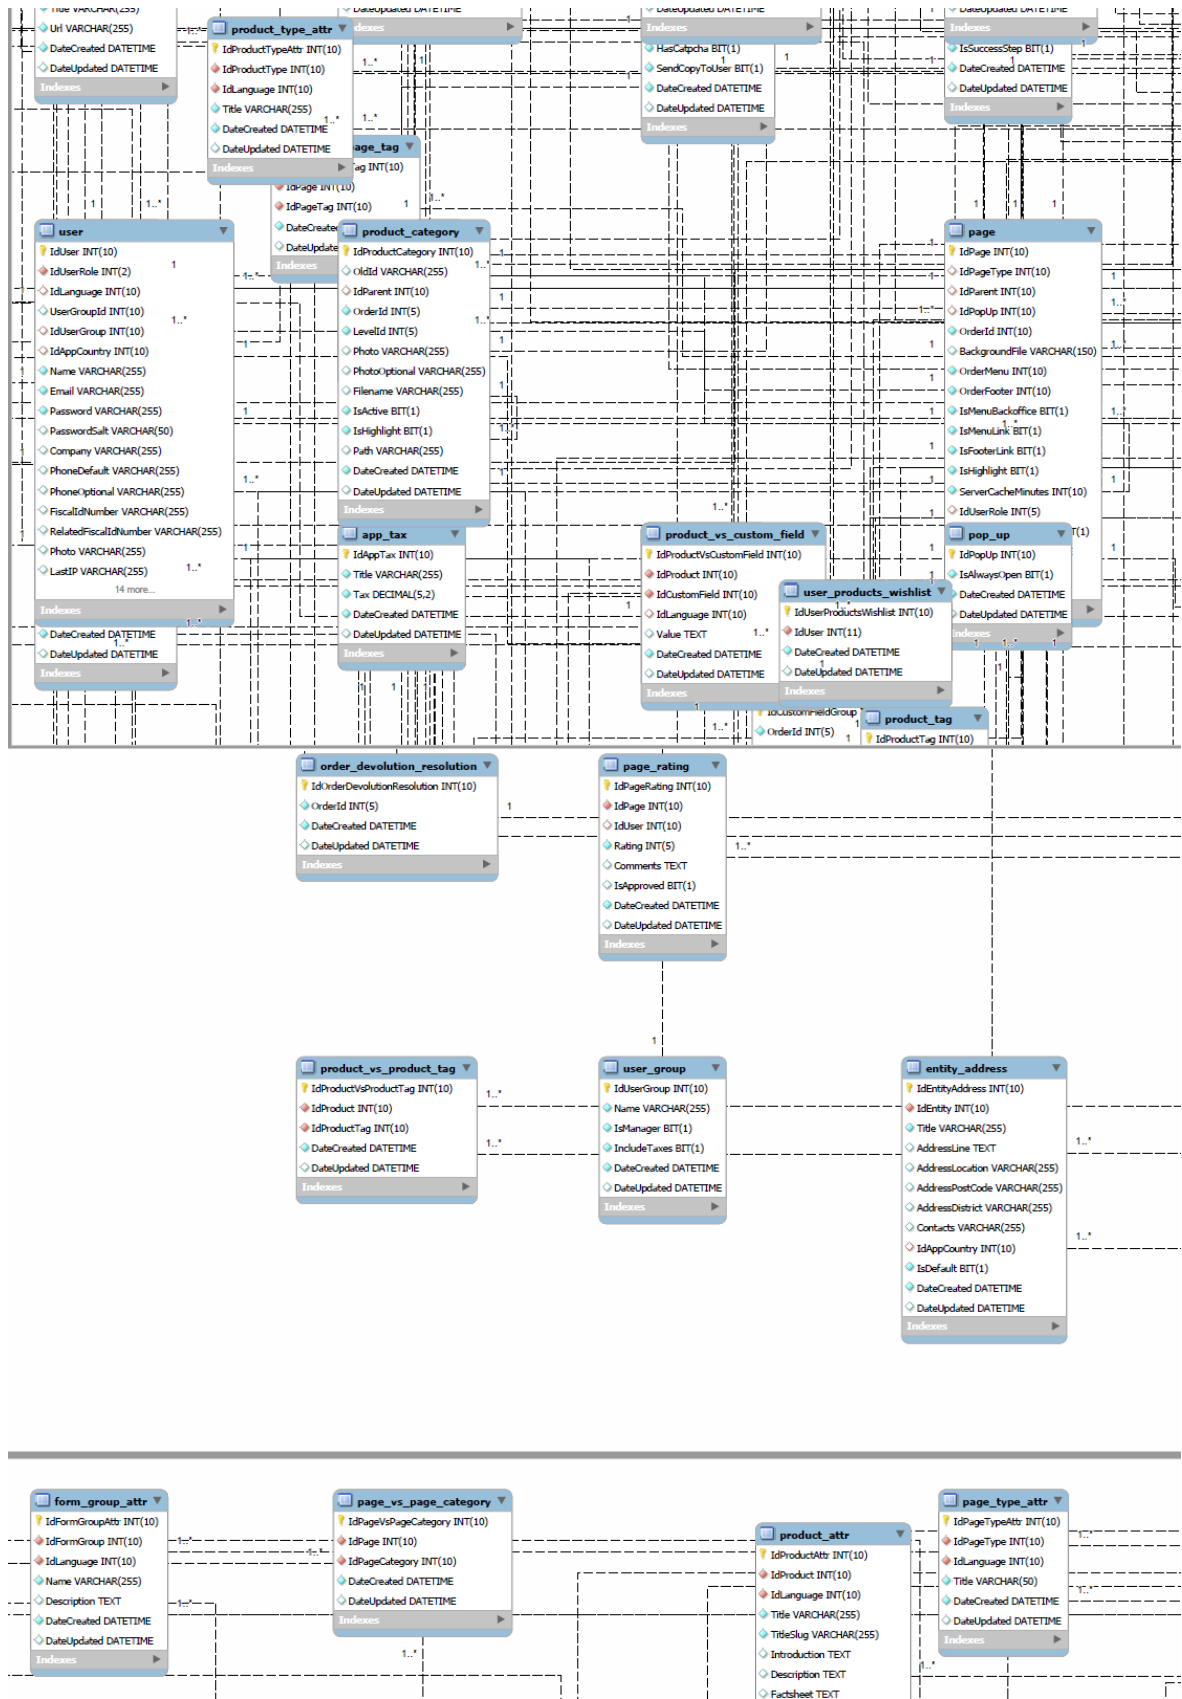 Title VARCHAR(255)
Url VARCHAR(255)
DateCreated DATETIME
DateUpdated DATETIME
Indexes
product_type_attr
IdProductTypeAttr INT(10)
IdProductType INT(10)
IdLanguage INT(10)
Title VARCHAR(255)
DateCreated DATETIME
DateUpdated DATETIME
Indexes
DateUpdated DATETIME
DateUpdated DATETIME
HasCatpcha BIT(1)
SendCopyToUser BIT(1)
DateCreated DATETIME
DateUpdated DATETIME
Indexes
DateUpdated DATETIME
IsSuccessStep BIT(1)
DateCreated DATETIME
DateUpdated DATETIME
Indexes
IdPage INT(10)
IdPageTag INT(10)
Indexes
user
IdUser INT(10)
IdUserRole INT(2)
IdLanguage INT(10)
UserGroupId INT(10)
IdUserGroup INT(10)
IdAppCountry INT(10)
Name VARCHAR(255)
Email VARCHAR(255)
Password VARCHAR(255)
PasswordSalt VARCHAR(50)
Company VARCHAR(255)
PhoneDefault VARCHAR(255)
PhoneOptional VARCHAR(255)
FiscalIdNumber VARCHAR(255)
RelatedFiscalIdNumber VARCHAR(255)
Photo VARCHAR(255)
LastIP VARCHAR(255)
14 more...
Indexes
DateCreated DATETIME
DateUpdated DATETIME
Indexes
product_category
IdProductCategory INT(10)
OldId VARCHAR(255)
IdParent INT(10)
OrderId INT(5)
LevelId INT(5)
Photo VARCHAR(255)
PhotoOptional VARCHAR(255)
Filename VARCHAR(255)
IsActive BIT(1)
IsHighlight BIT(1)
Path VARCHAR(255)
DateCreated DATETIME
DateUpdated DATETIME
Indexes
app_tax
IdAppTax INT(10)
Title VARCHAR(255)
Tax DECIMAL(5,2)
DateCreated DATETIME
DateUpdated DATETIME
Indexes
product_vs_custom_field
IdProductVsCustomField INT(10)
IdProduct INT(10)
IdCustomField INT(10)
IdLanguage INT(10)
Value TEXT
DateCreated DATETIME
DateUpdated DATETIME
Indexes
user_products_wishlist
IdUserProductsWishlist INT(10)
IdUser INT(11)
DateCreated DATETIME
DateUpdated DATETIME
Indexes
page
IdPage INT(10)
IdPageType INT(10)
IdParent INT(10)
IdPopUp INT(10)
OrderId INT(10)
BackgroundFile VARCHAR(150)
OrderMenu INT(10)
OrderFooter INT(10)
IsMenuBackoffice BIT(1)
IsMenuLink BIT(1)
IsFooterLink BIT(1)
IsHighlight BIT(1)
ServerCacheMinutes INT(10)
IdUserRole INT(5)
pop_up
IdPopUp INT(10)
IsAlwaysOpen BIT(1)
DateCreated DATETIME
DateUpdated DATETIME
Indexes
IdCustomFieldGroup
OrderId INT(5)
product_tag
IdProductTag INT(10)
order_devolution_resolution
IdOrderDevolutionResolution INT(10)
OrderId INT(5)
DateCreated DATETIME
DateUpdated DATETIME
Indexes
page_rating
IdPageRating INT(10)
IdPage INT(10)
IdUser INT(10)
Rating INT(5)
Comments TEXT
IsApproved BIT(1)
DateCreated DATETIME
DateUpdated DATETIME
Indexes
product_vs_product_tag
IdProductVsProductTag INT(10)
IdProduct INT(10)
IdProductTag INT(10)
DateCreated DATETIME
DateUpdated DATETIME
Indexes
user_group
IdUserGroup INT(10)
Name VARCHAR(255)
IsManager BIT(1)
IncludeTaxes BIT(1)
DateCreated DATETIME
DateUpdated DATETIME
Indexes
entity_address
IdEntityAddress INT(10)
IdEntity INT(10)
Title VARCHAR(255)
AddressLine TEXT
AddressLocation VARCHAR(255)
AddressPostCode VARCHAR(255)
AddressDistrict VARCHAR(255)
Contacts VARCHAR(255)
IdAppCountry INT(10)
IsDefault BIT(1)
DateCreated DATETIME
DateUpdated DATETIME
Indexes
form_group_attr
IdFormGroupAttr INT(10)
IdFormGroup INT(10)
IdLanguage INT(10)
Name VARCHAR(255)
Description TEXT
DateCreated DATETIME
DateUpdated DATETIME
Indexes
page_vs_page_category
IdPageVsPageCategory INT(10)
IdPage INT(10)
IdPageCategory INT(10)
DateCreated DATETIME
DateUpdated DATETIME
Indexes
product_attr
IdProductAttr INT(10)
IdProduct INT(10)
IdLanguage INT(10)
Title VARCHAR(255)
TitleSlug VARCHAR(255)
Introduction TEXT
Description TEXT
Factsheet TEXT
page_type_attr
IdPageTypeAttr INT(10)
IdPageType INT(10)
IdLanguage INT(10)
Title VARCHAR(50)
DateCreated DATETIME
DateUpdated DATETIME
Indexes